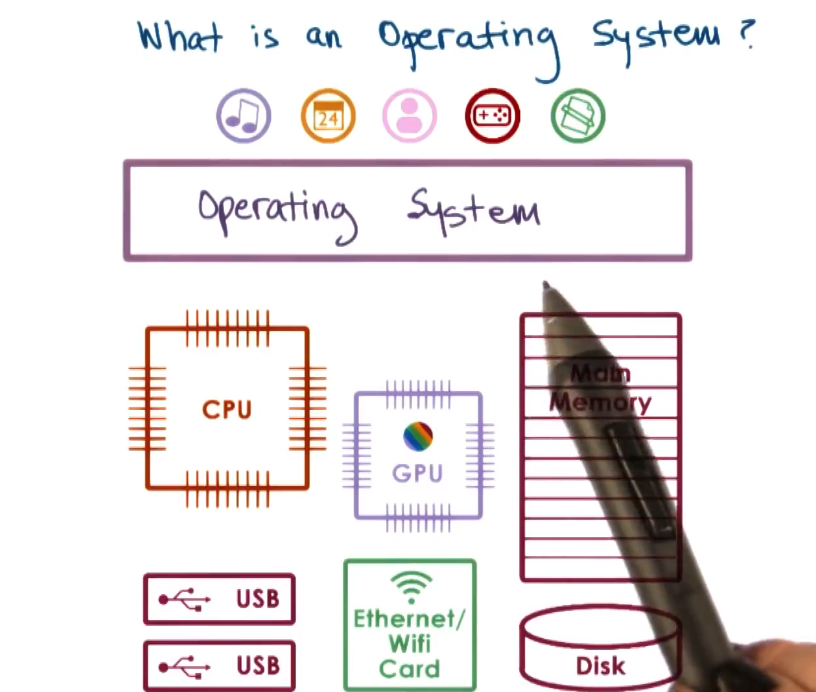 What is an Operating System?
24
Operating System
CPU
GPU
Main
Memory
USB
USB
Ethernet/
Wifi
Card
Disk